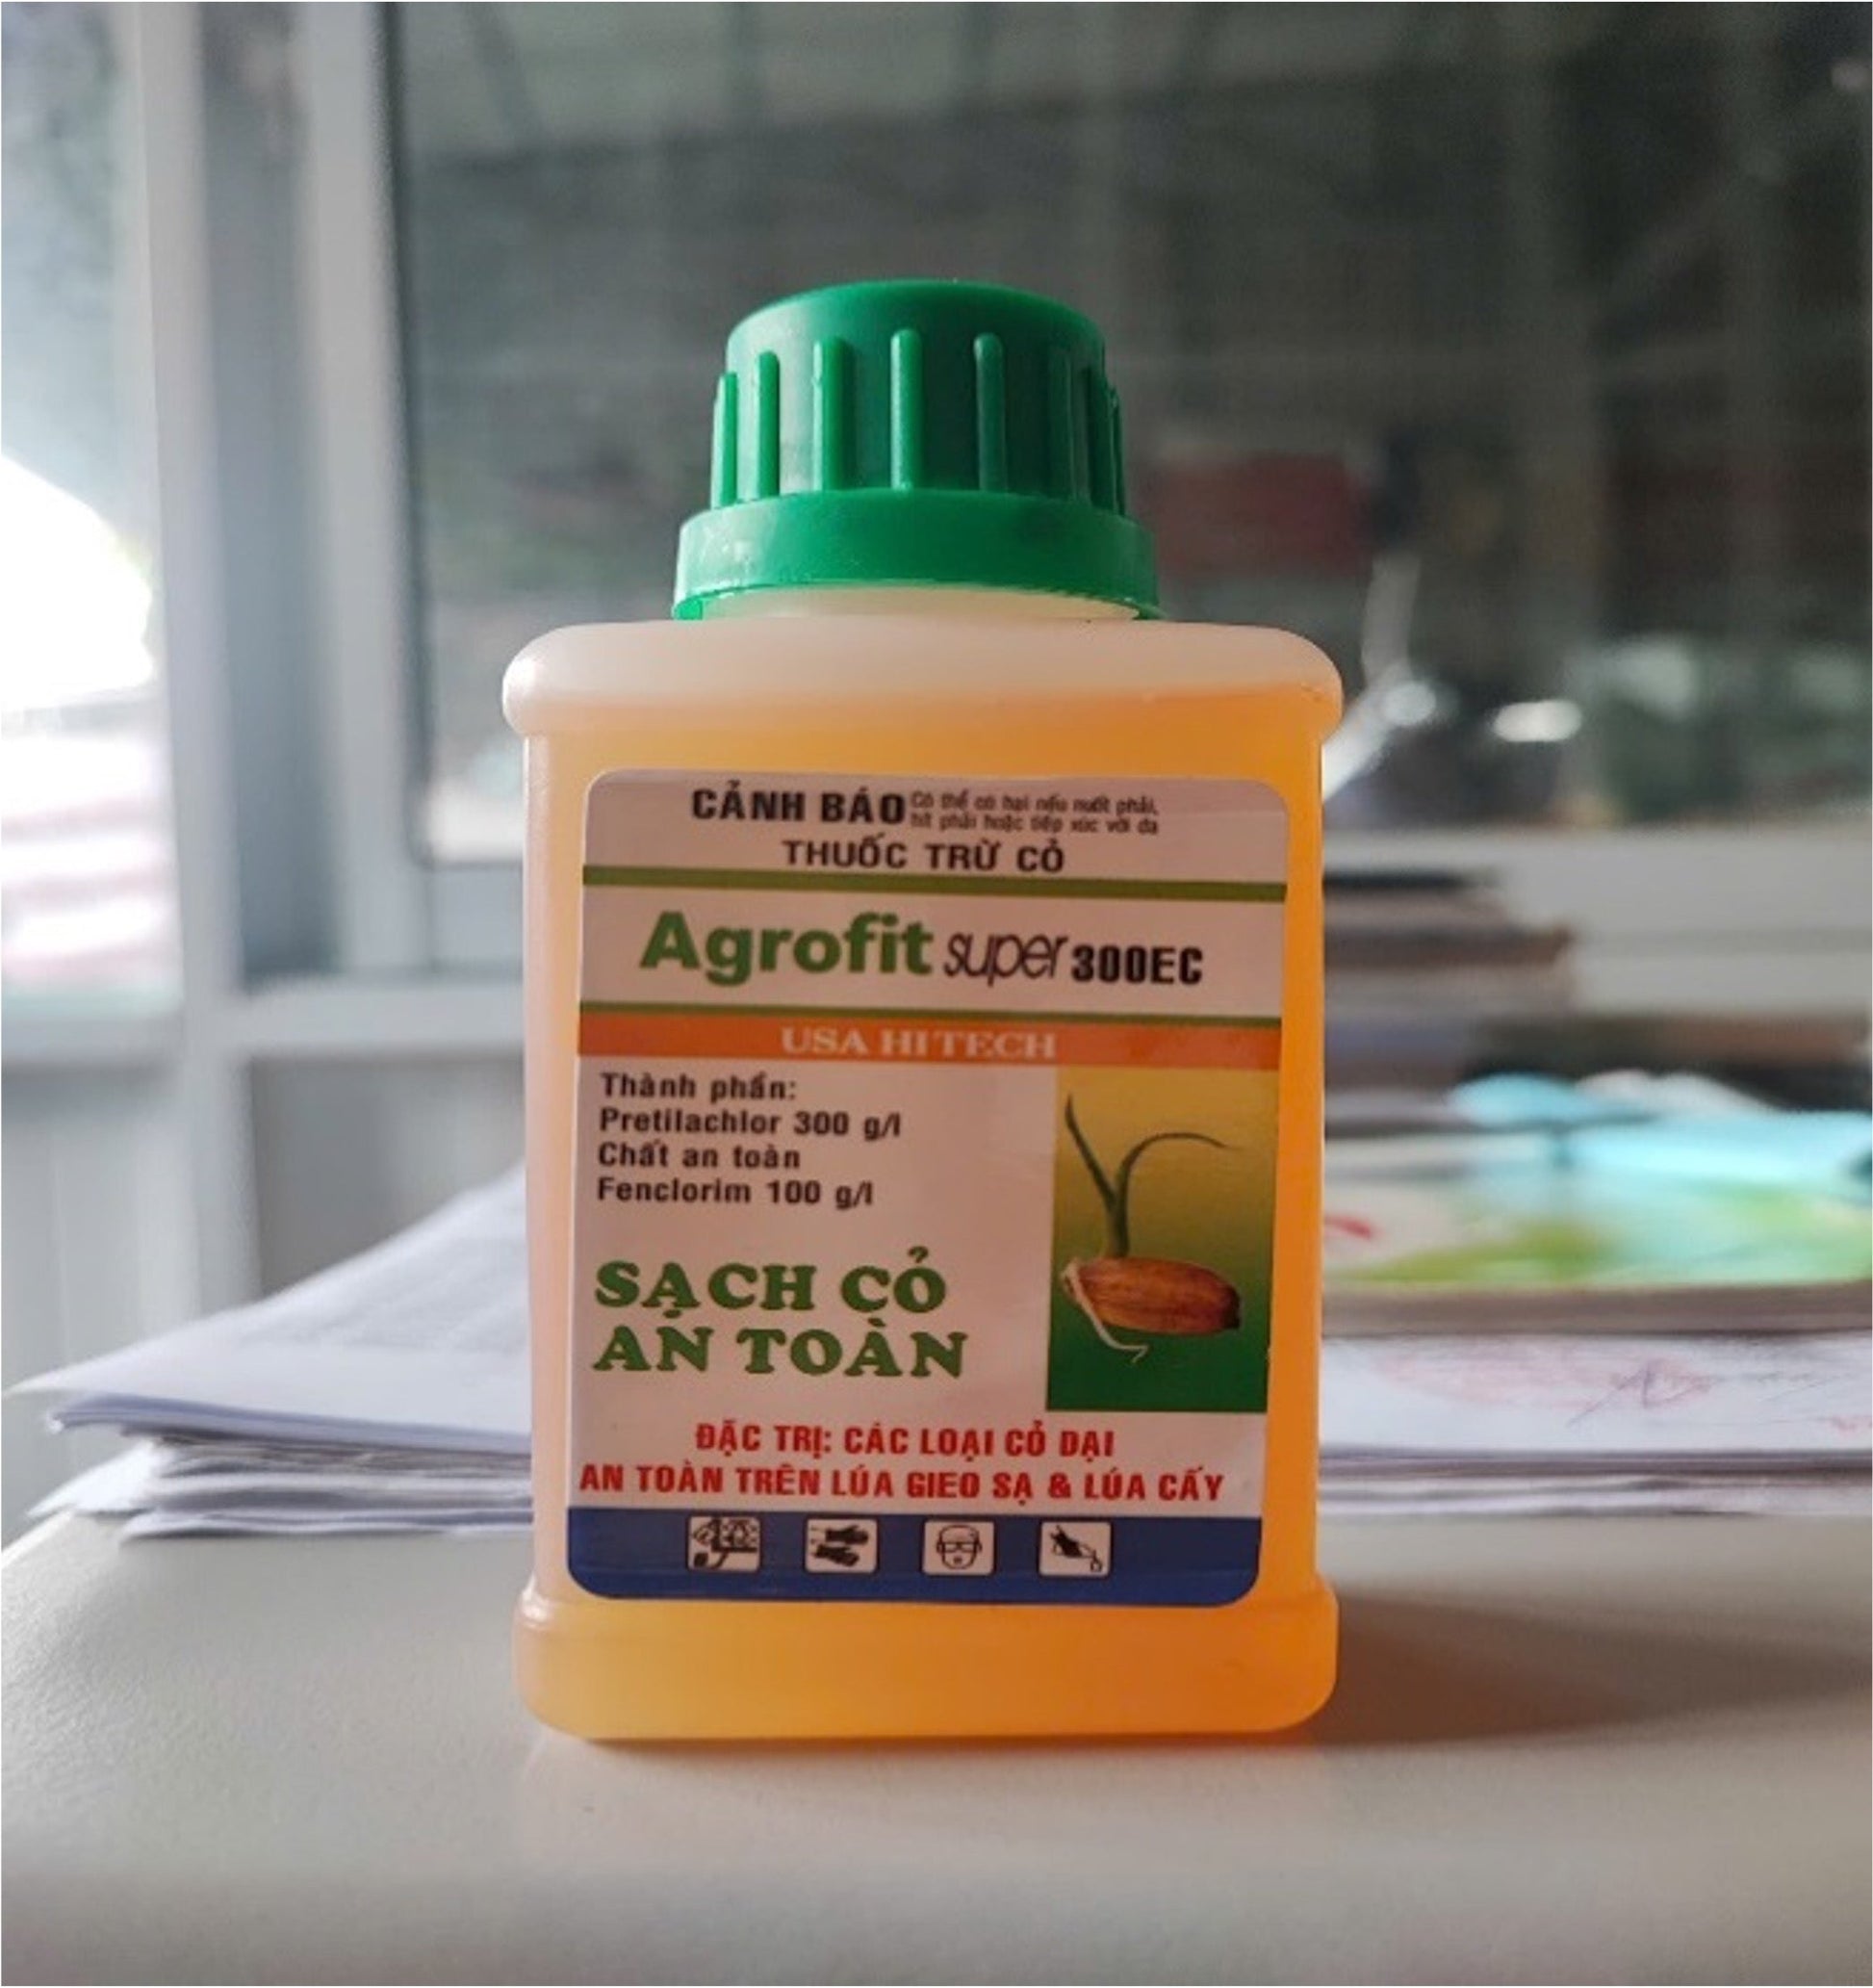 CẢNH BÁO Có thể có hại nếu nuốt phải,
hít phải hoặc tiếp xúc với da
THUỐC TRỪ CỎ
Agrofit super 300EC
USA HI TECH
Thành phần:
Pretilachlor 300 g/l
Chất an toàn
Fenclorim 100 g/l
SẠCH CỎ
AN TOÀN
ĐẶC TRỊ: CÁC LOẠI CỎ DẠI
AN TOÀN TRÊN LÚA GIEO SẠ & LÚA CẤY